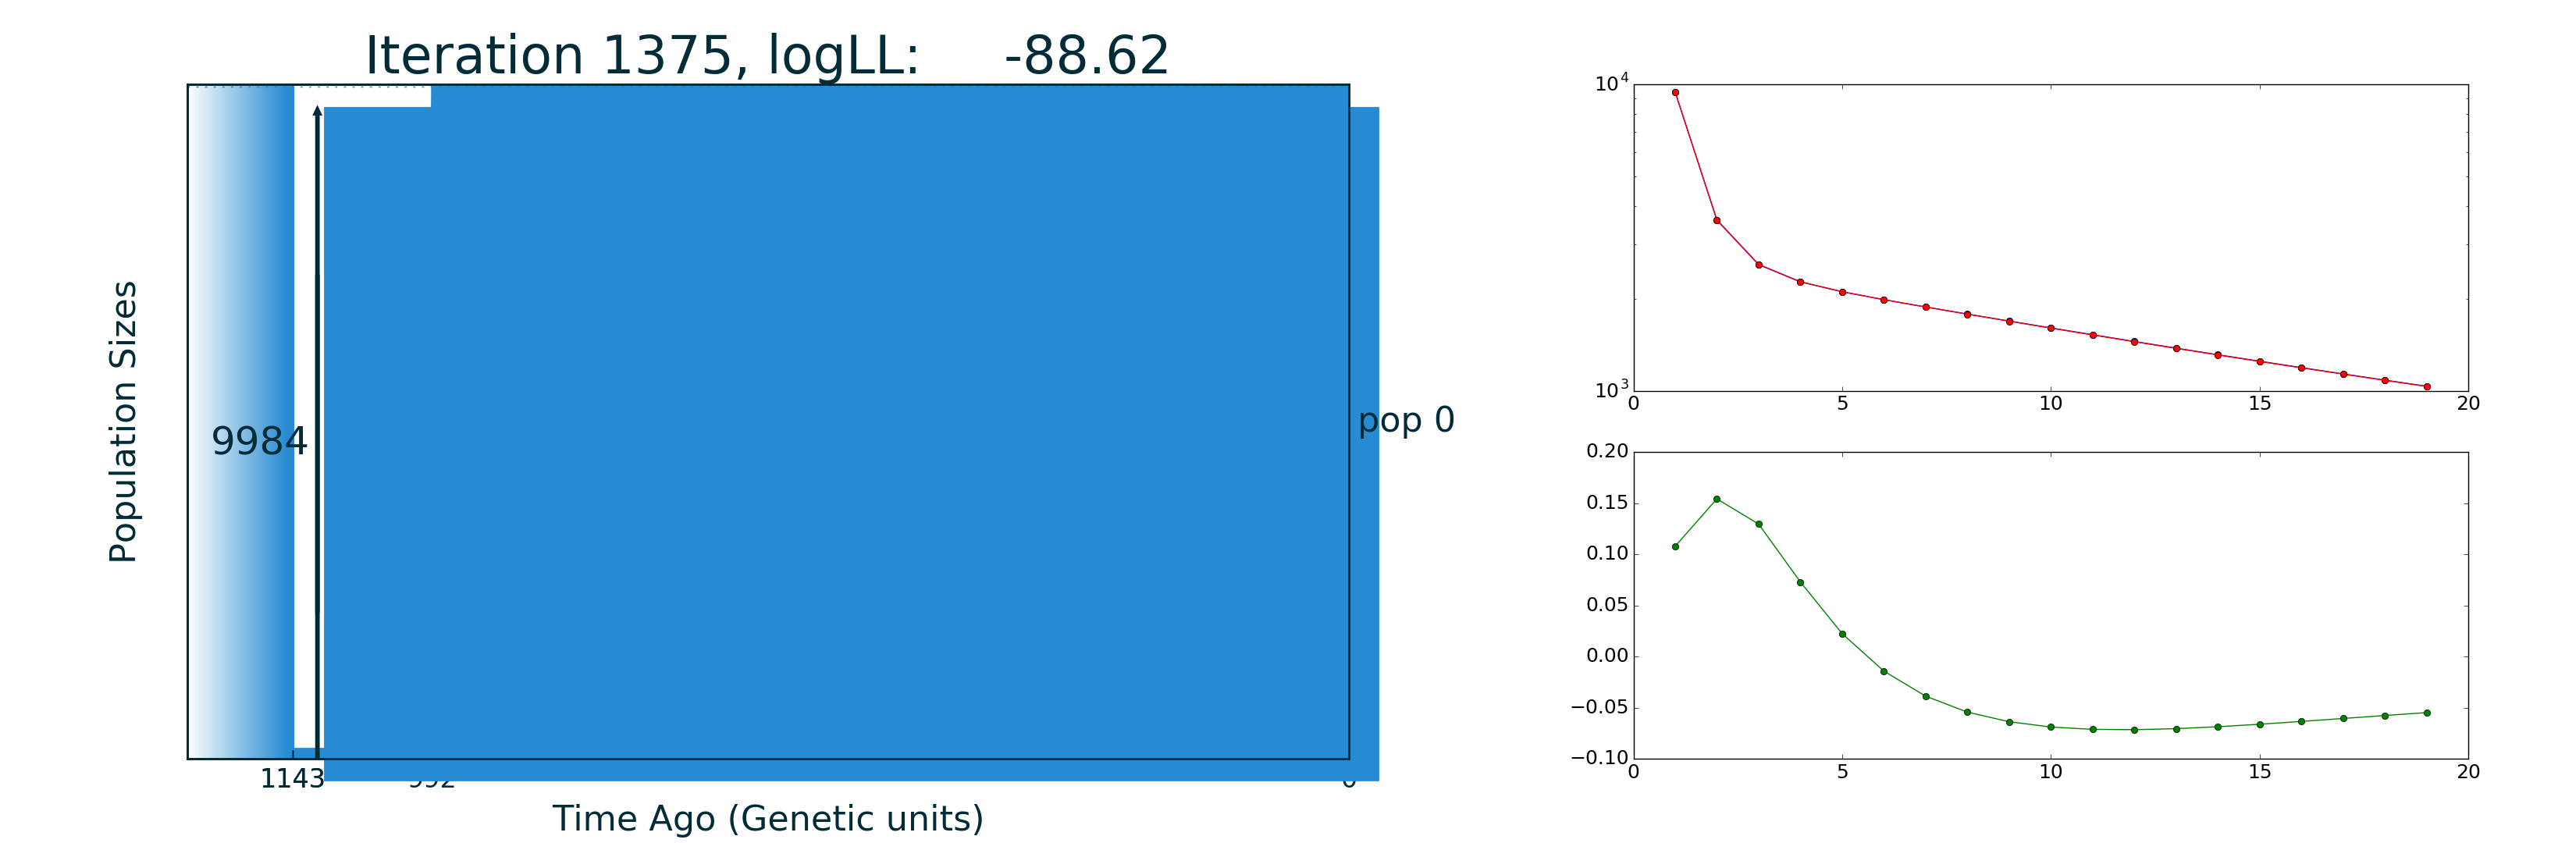 Iteration 1375, logLL: -88.62
Population Sizes
9984
pop 0
1143
Time Ago (Genetic units)
10^4
10^3
0 5 10 15 20
0.20
0.15
0.10
0.05
0.00
−0.05
−0.10
0 5 10 15 20